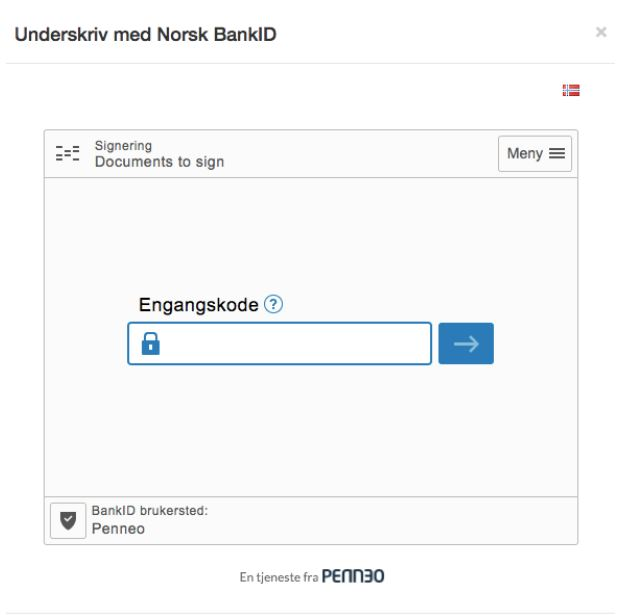 Underskriv med Norsk BankID
×
Signering
Documents to sign
Meny
Engangskode ?
BankID brukersted:
Penneo
En tjeneste fra PENNEO